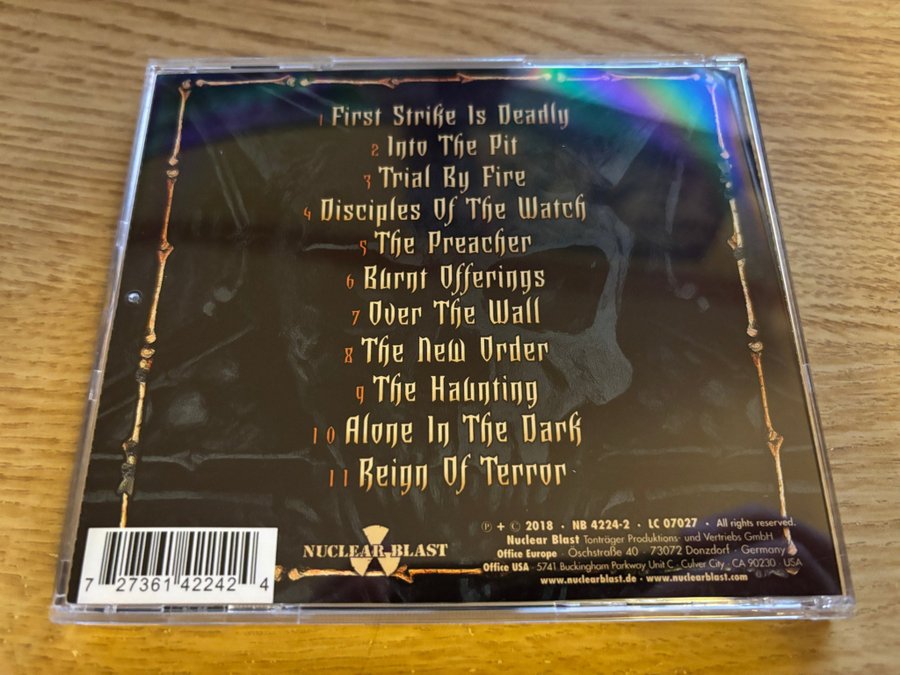 1 First Strike Is Deadly
2 Into The Pit
3 Trial By Fire
4 Disciples Of The Watch
5 The Preacher
6 Burnt Offerings
7 Over The Wall
8 The New Order
9 The Haunting
10 Alone In The Dark
11 Reign Of Terror
7 27361 42242 4
NUCLEAR BLAST
℗ + © 2018 · NB 4224-2 · LC 07027 · All rights reserved.
Nuclear Blast Tonträger Produktions- und Vertriebs GmbH
Office Europe · Öschstraße 40 · 73072 Donzdorf · Germany
Office USA · 5741 Buckingham Parkway Unit C · Culver City · CA 90230 · USA
www.nuclearblast.de · www.nuclearblast.com